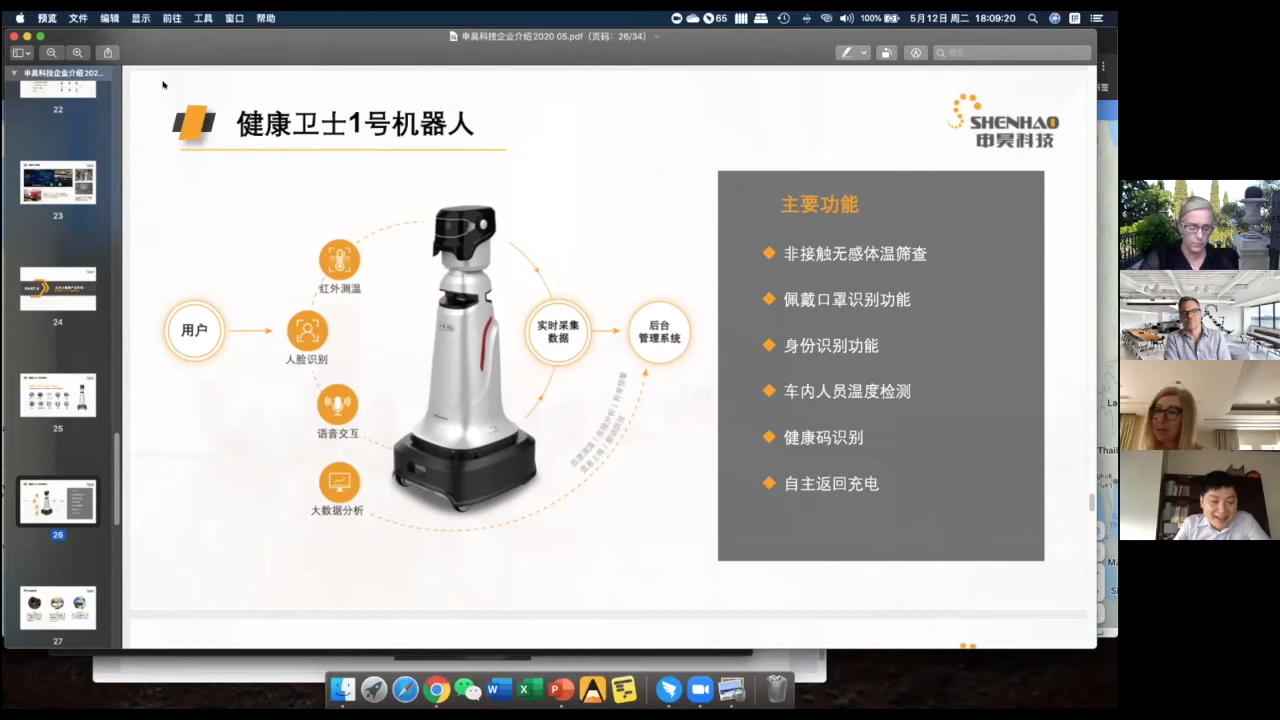 预览 文件 编辑 显示 前往 工具 窗口 帮助
65
100%
5月12日 周二 18:09:20
申昊科技企业介绍2020 05.pdf（页码：26/34）
搜索
申昊科技企业介绍202...
22
23
24
25
26
27
健康卫士1号机器人
SHENHAO
申昊科技
用户
红外测温
人脸识别
语音交互
大数据分析
实时采集
数据
后台
管理系统
主要功能
非接触无感体温筛查
佩戴口罩识别功能
身份识别功能
车内人员温度检测
健康码识别
自主返回充电
La
Thail